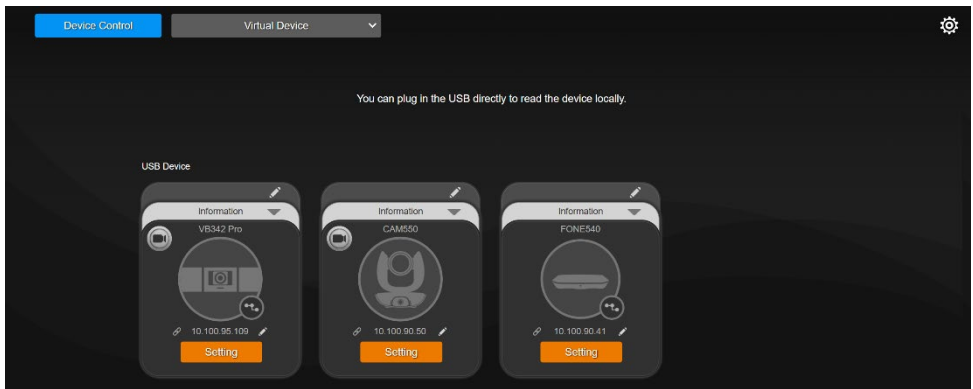 Device Control
Virtual Device
You can plug in the USB directly to read the device locally.
USB Device
Information
VB342 Pro
10.100.95.109
Setting
Information
CAM550
10.100.90.50
Setting
Information
FONE540
10.100.90.41
Setting